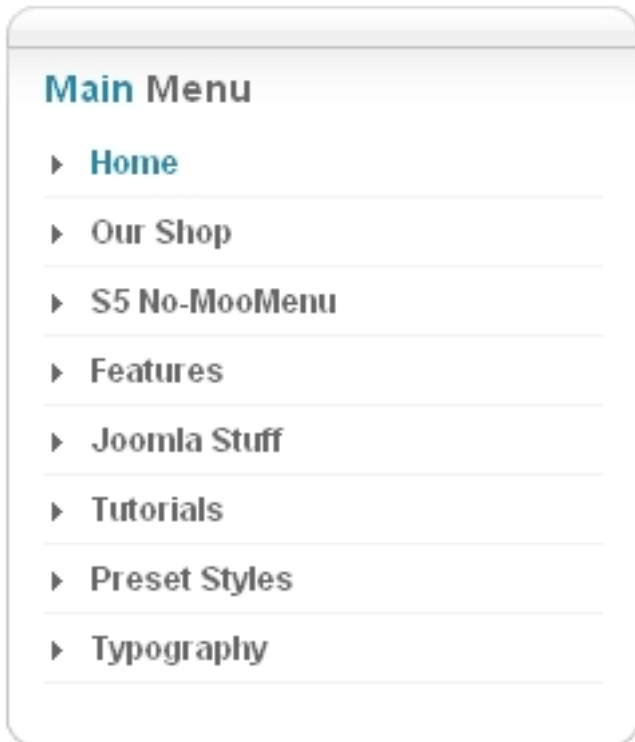 Main Menu
Home
Our Shop
S5 No-MooMenu
Features
Joomla Stuff
Tutorials
Preset Styles
Typography